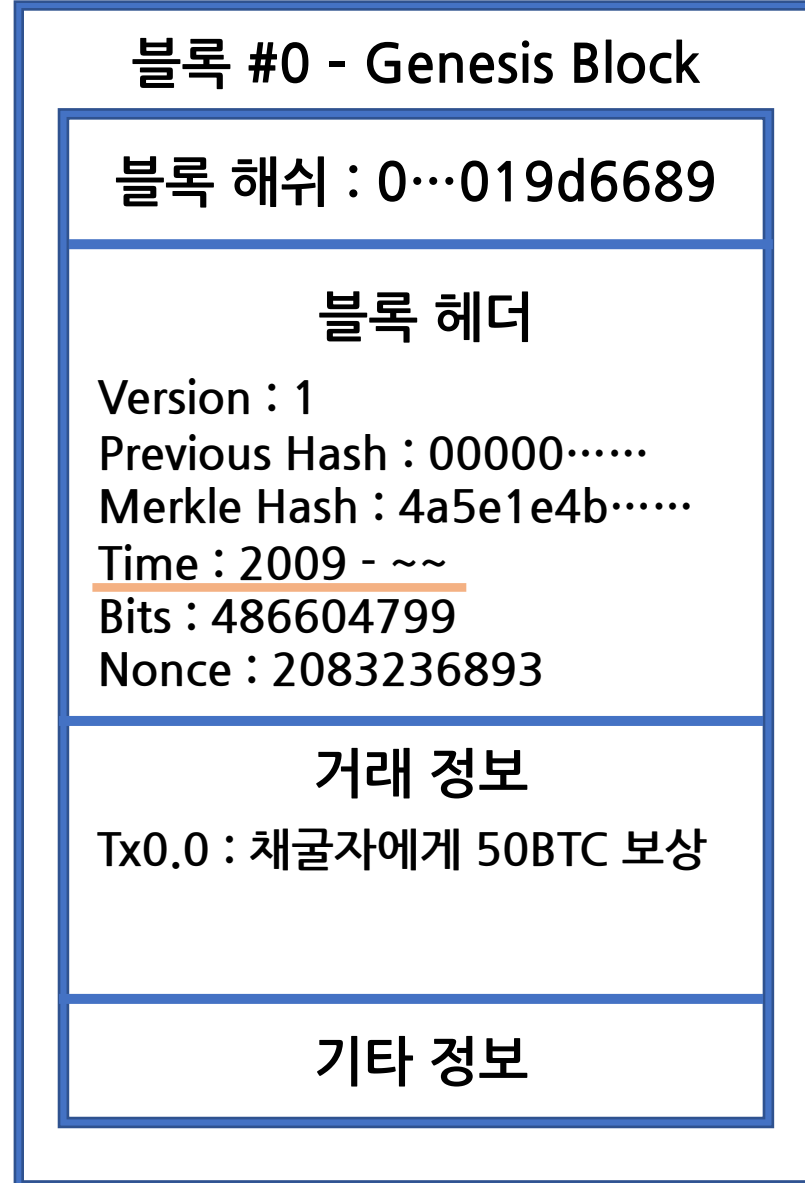 블록 #0 - Genesis Block
블록 해쉬 : 0…019d6689
블록 헤더
Version : 1
Previous Hash : 00000……
Merkle Hash : 4a5e1e4b……
Time : 2009 - ~~
Bits : 486604799
Nonce : 2083236893
거래 정보
Tx0.0 : 채굴자에게 50BTC 보상
기타 정보